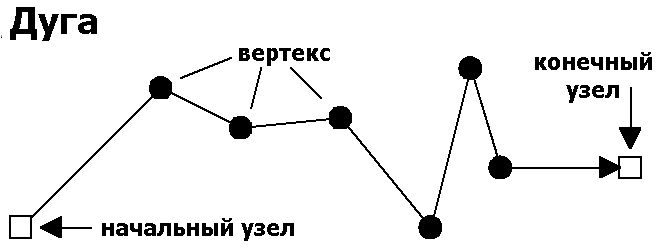 Дуга
вертекс
конечный
узел
начальный узел